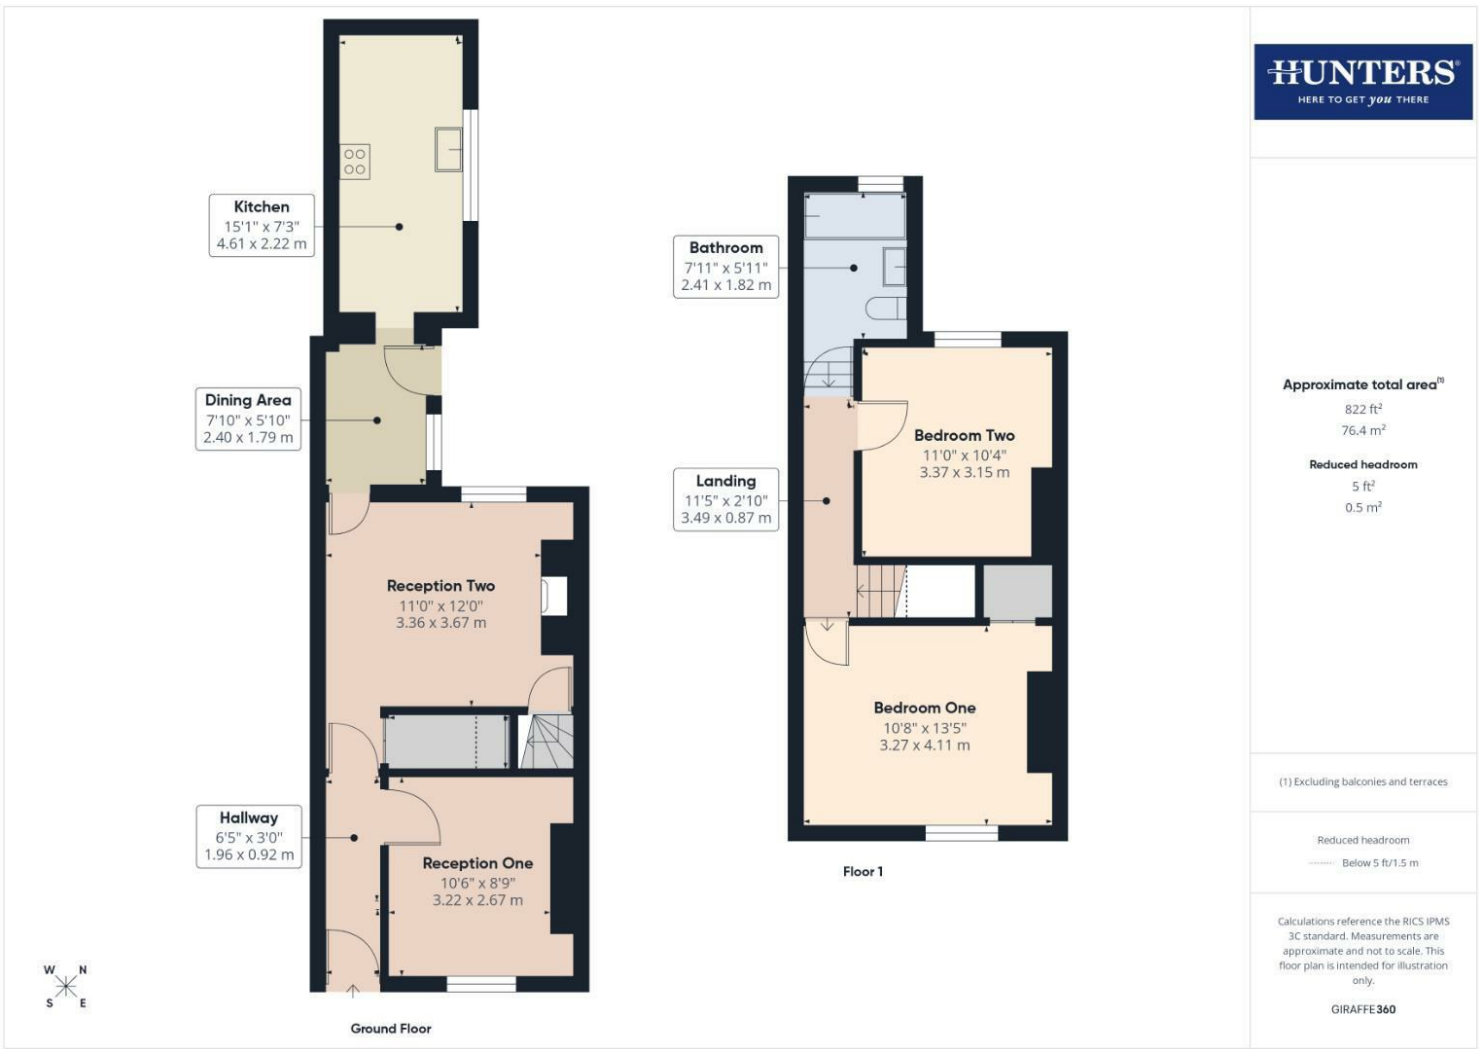 Kitchen
15'1" x 7'3"
4.61 x 2.22 m
Dining Area
7'10" x 5'10"
2.40 x 1.79 m
Reception Two
11'0" x 12'0"
3.36 x 3.67 m
Hallway
6'5" x 3'0"
1.96 x 0.92 m
Reception One
10'6" x 8'9"
3.22 x 2.67 m
W N
S E
Ground Floor
Bathroom
7'11" x 5'11"
2.41 x 1.82 m
Bedroom Two
11'0" x 10'4"
3.37 x 3.15 m
Landing
11'5" x 2'10"
3.49 x 0.87 m
Bedroom One
10'8" x 13'5"
3.27 x 4.11 m
Floor 1
HUNTERS®
HERE TO GET you THERE
Approximate total area(1)
822 ft²
76.4 m²
Reduced headroom
5 ft²
0.5 m²
(1) Excluding balconies and terraces
Reduced headroom
Below 5 ft/1.5 m
Calculations reference the RICS IPMS
3C standard. Measurements are
approximate and not to scale. This
floor plan is intended for illustration
only.
GIRAFFE360